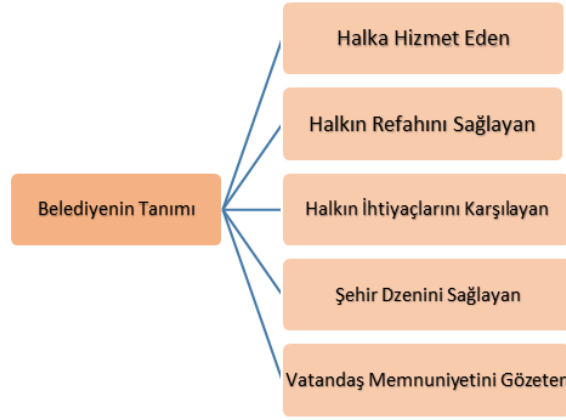 Halka Hizmet Eden
Halkın Refahını Sağlayan
Belediyenin Tanımı
Halkın İhtiyaçlarını Karşılayan
Şehir Dzenini Sağlayan
Vatandaş Memnuniyetini Gözeten